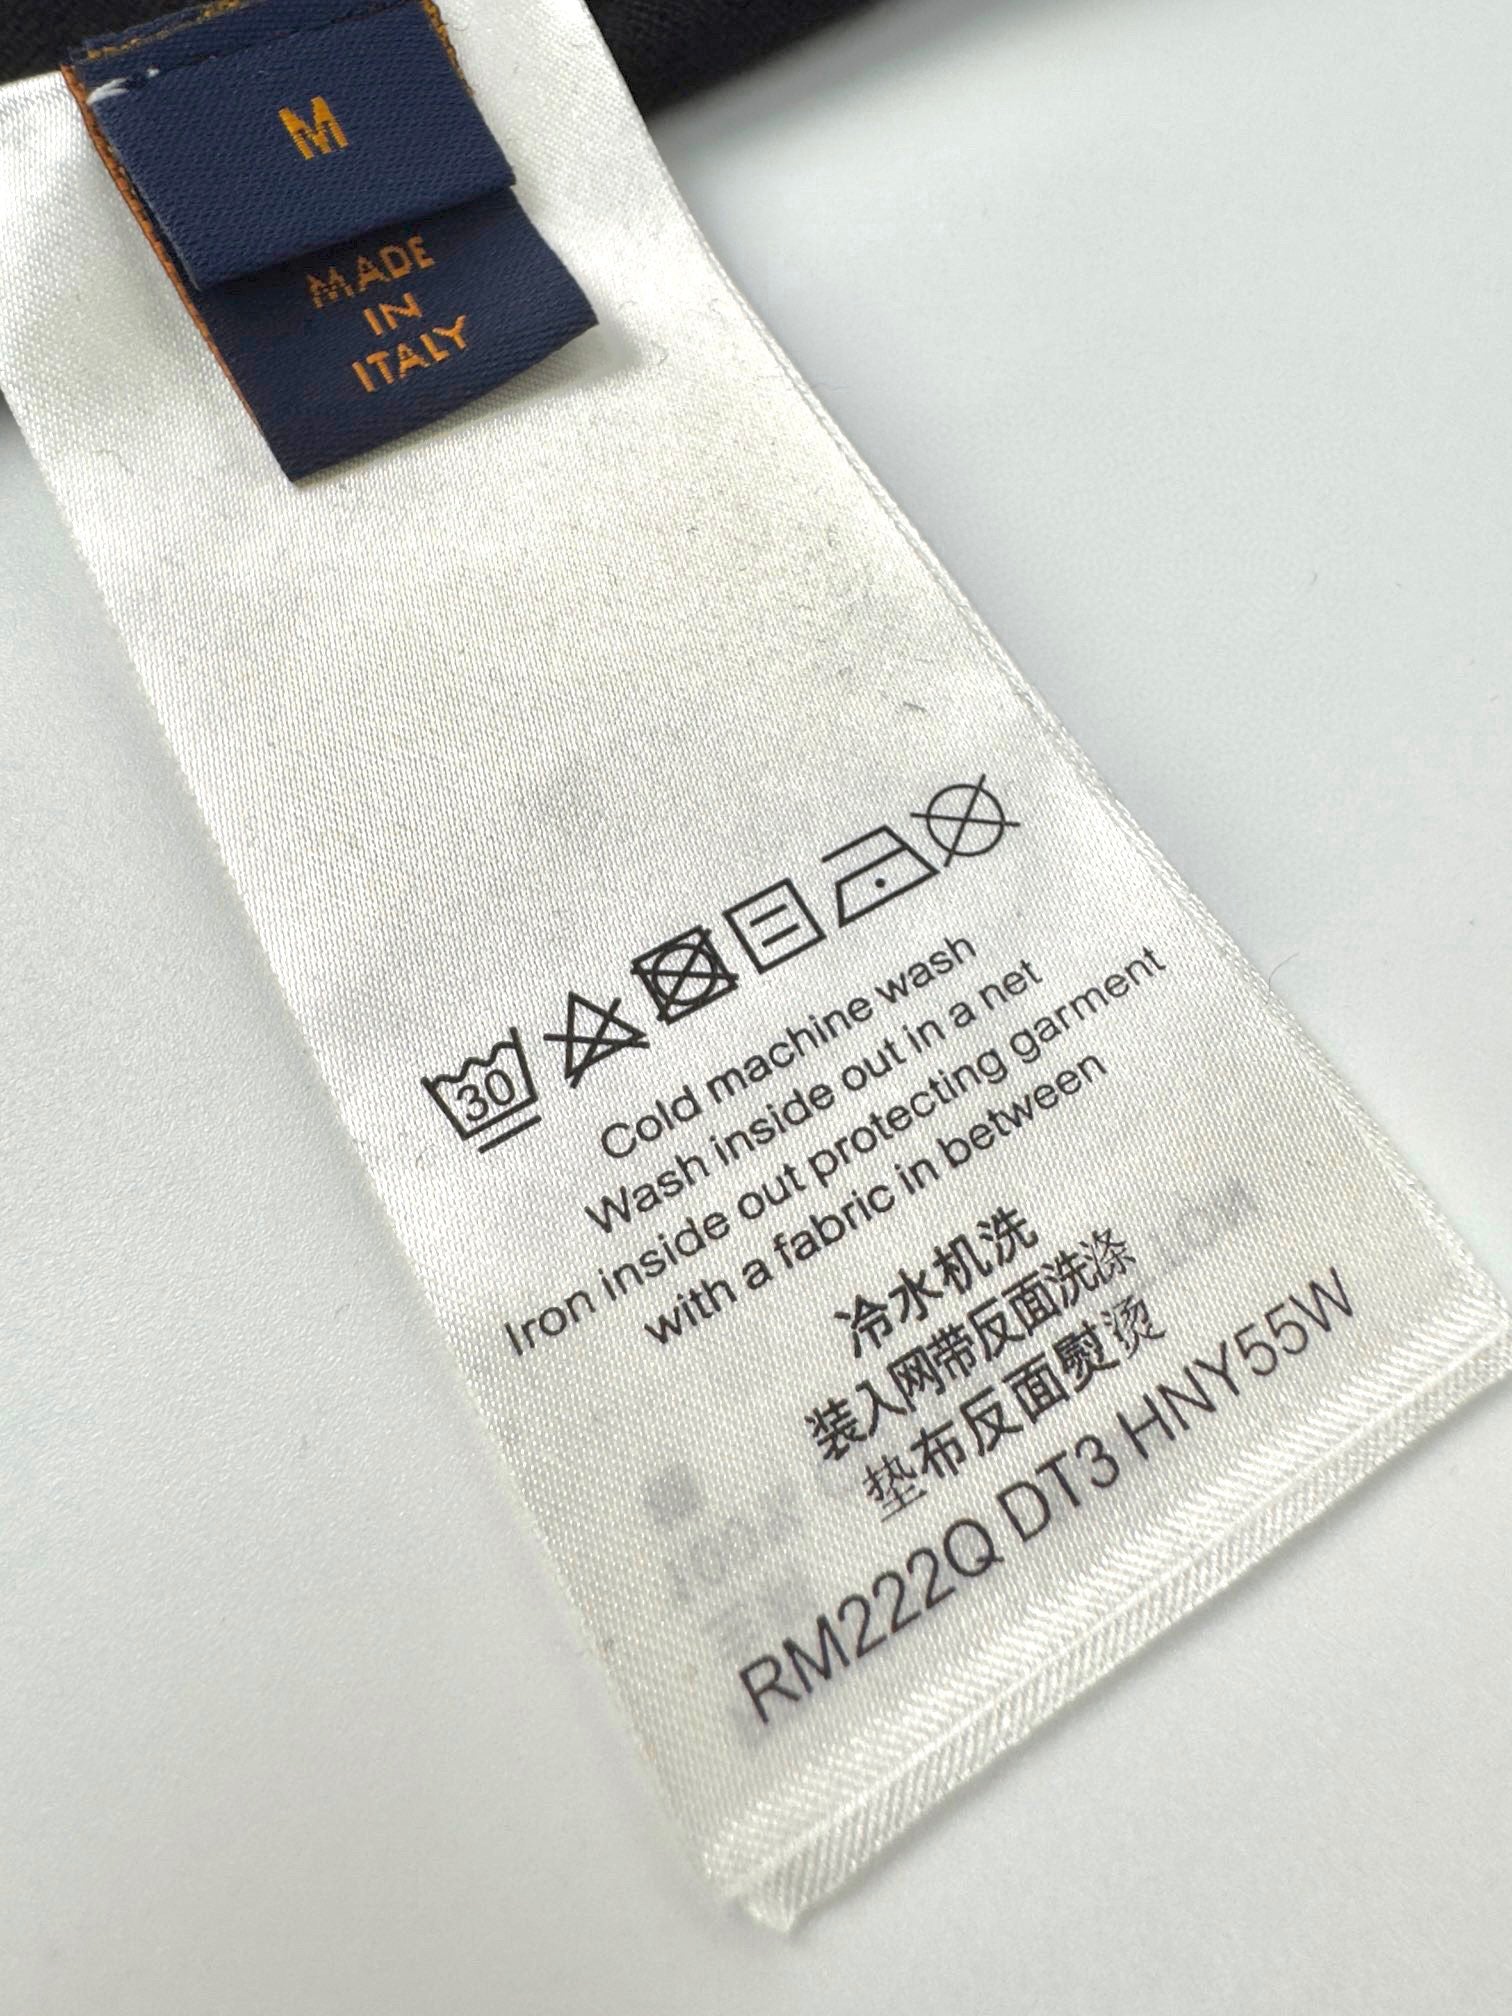 M
MADE
IN
ITALY
30
Cold machine wash
Wash inside out in a net
Iron inside out protecting garment
with a fabric in between
冷水机洗
装入网带反面洗涤
垫布反面熨烫
RM222Q DT3 HNY55W